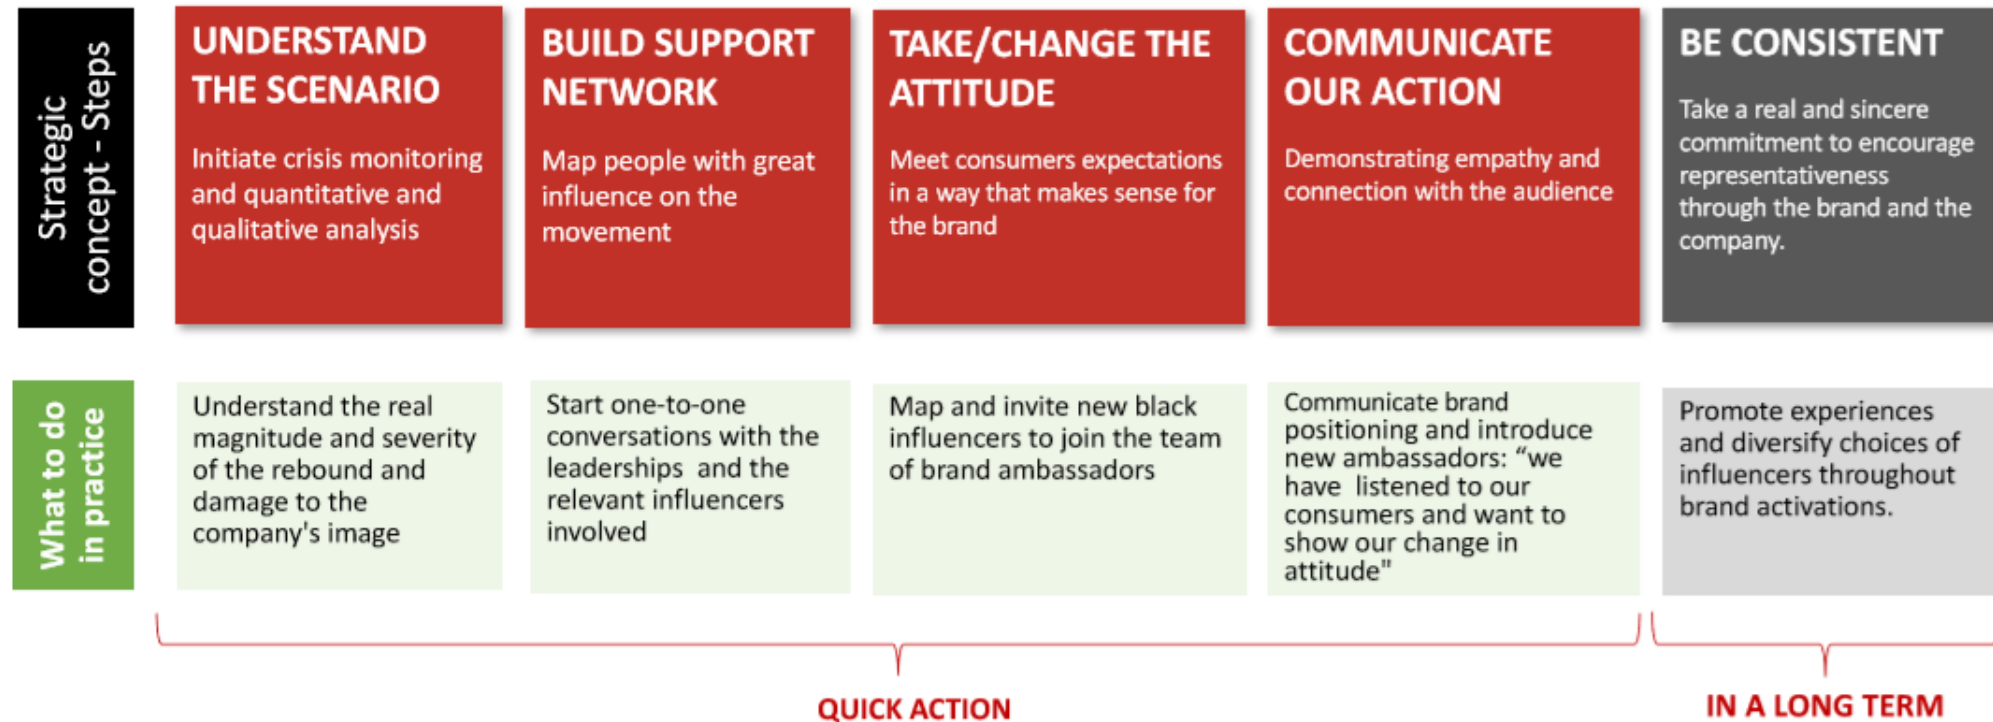 Strategic
concept - Steps
UNDERSTAND
THE SCENARIO
Initiate crisis monitoring
and quantitative and
qualitative analysis
BUILD SUPPORT
NETWORK
Map people with great
influence on the
movement
TAKE/CHANGE THE
ATTITUDE
Meet consumers expectations
in a way that makes sense for
the brand
COMMUNICATE
OUR ACTION
Demonstrating empathy and
connection with the audience
BE CONSISTENT
Take a real and sincere
commitment to encourage
representativeness
through the brand and the
company.
What to do
in practice
Understand the real
magnitude and severity
of the rebound and
damage to the
company's image
Start one-to-one
conversations with the
leaderships and the
relevant influencers
involved
Map and invite new black
influencers to join the team
of brand ambassadors
Communicate brand
positioning and introduce
new ambassadors: “we
have listened to our
consumers and want to
show our change in
attitude"
Promote experiences
and diversify choices of
influencers throughout
brand activations.
QUICK ACTION
IN A LONG TERM